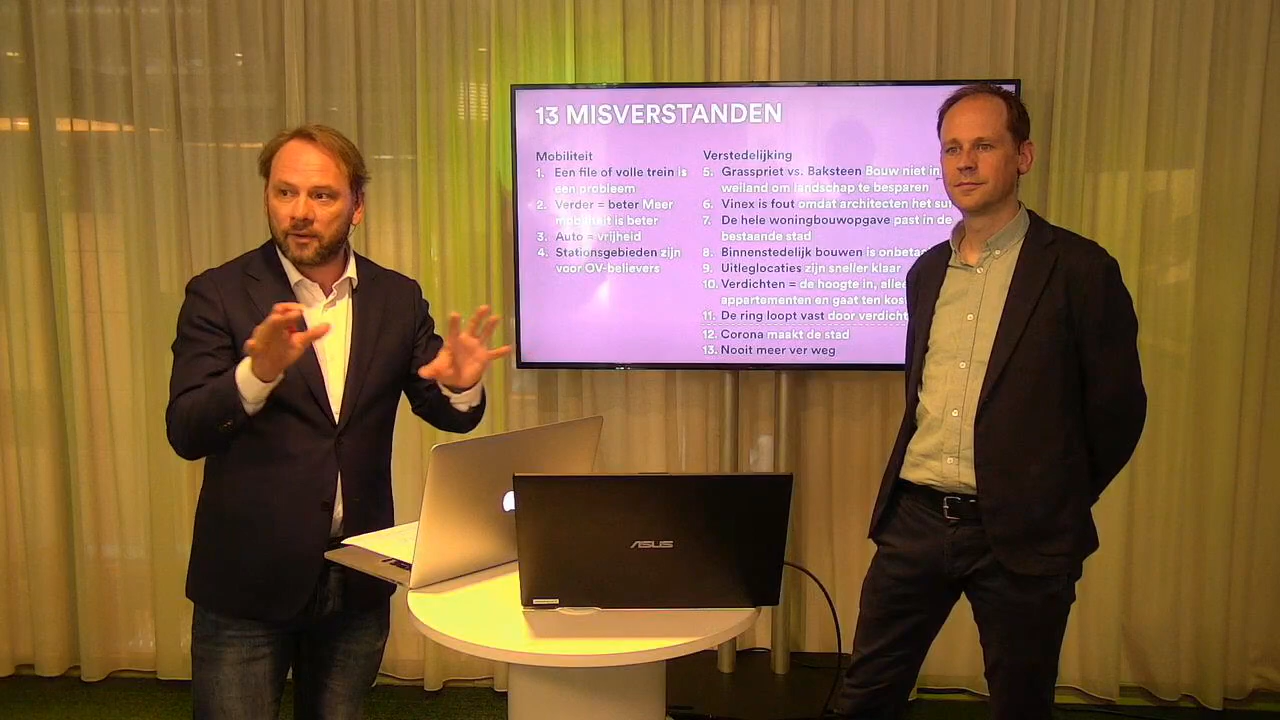 13 MISVERSTANDEN
Mobiliteit
1. Een file of volle trein is
een probleem
2. Verder = beter Meer
mobiliteit is beter
3. Auto = vrijheid
4. Stationsgebieden zijn
voor OV-believers
Verstedelijking
5. Grasspriet vs. Baksteen Bouw niet in
weiland om landschap te besparen
6. Vinex is fout omdat architecten het
7. De hele woningbouwopgave past in de
bestaande stad
8. Binnenstedelijk bouwen is
9. Uitleglocaties zijn sneller klaar
10. Verdichten = de hoogte in,
appartementen en gaat ten
11. De ring loopt vast door
12. Corona maakt de stad
13. Nooit meer ver weg
ASUS